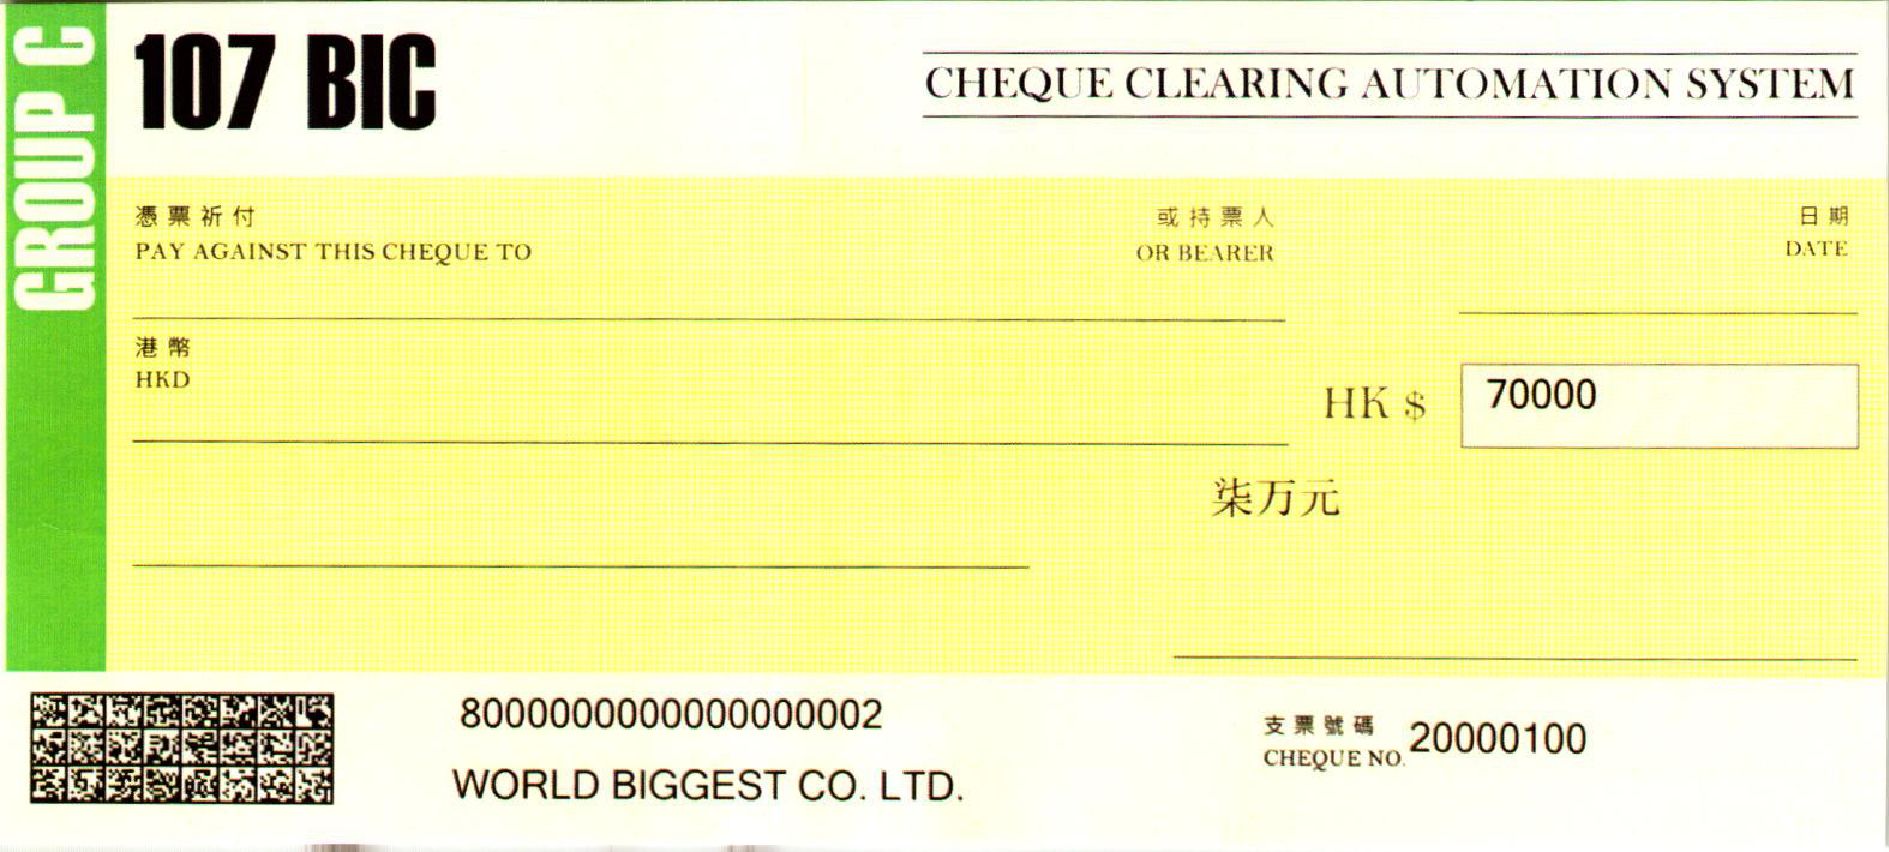 GROUP C
107 BIC
CHEQUE CLEARING AUTOMATION SYSTEM
憑票祈付
PAY AGAINST THIS CHEQUE TO
或持票人
OR BEARER
日期
DATE
港幣
HKD
HK $ 70000
柒万元
8000000000000000002
WORLD BIGGEST CO. LTD.
支票號碼
CHEQUE NO. 20000100